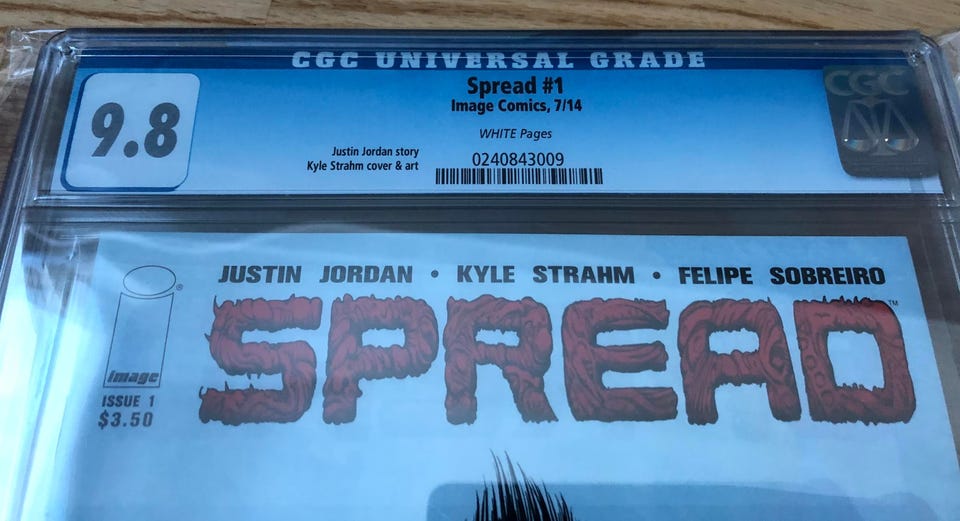 CGC UNIVERSAL GRADE
9.8
Spread #1
Image Comics, 7/14
WHITE Pages
Justin Jordan story
Kyle Strahm cover & art
0240843009
CGC
JUSTIN JORDAN • KYLE STRAHM • FELIPE SOBREIRO
SPREAD™
®
image
ISSUE 1
$3.50